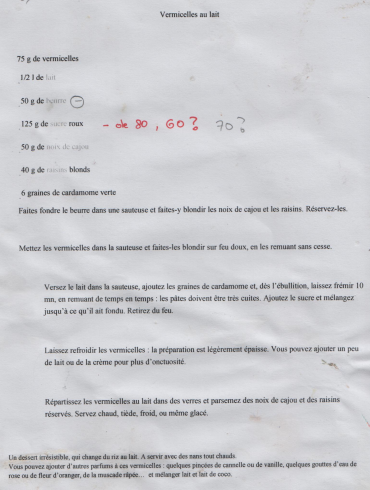 Vermicelles au lait
75 g de vermicelles
1/2 l de lait
50 g de beurre -
125 g de sucre roux - de 80, 60? 70?
50 g de noix de cajou
40 g de raisins blonds
6 graines de cardamome verte
Faites fondre le beurre dans une sauteuse et faites-y blondir les noix de cajou et les raisins. Réservez-les.
Mettez les vermicelles dans la sauteuse et faites-les blondir sur feu doux, en les remuant sans cesse.
Versez le lait dans la sauteuse, ajoutez les graines de cardamome et, dès l'ébullition, laissez frémir 10
mn, en remuant de temps en temps : les pâtes doivent être très cuites. Ajoutez le sucre et mélangez
jusqu'à ce qu'il ait fondu. Retirez du feu.
Laissez refroidir les vermicelles : la préparation est légèrement épaisse. Vous pouvez ajouter un peu
de lait ou de la crème pour plus d'onctuosité.
Répartissez les vermicelles au lait dans des verres et parsemez des noix de cajou et des raisins
réservés. Servez chaud, tiède, froid, ou même glacé.
Un dessert irrésistible, qui change du riz au lait. A servir avec des nans tout chauds.
Vous pouvez ajouter d'autres parfums à ces vermicelles : quelques pincées de cannelle ou de vanille, quelques gouttes d'eau de
rose ou de fleur d'oranger, de la muscade râpée… et mélanger lait et lait de coco.